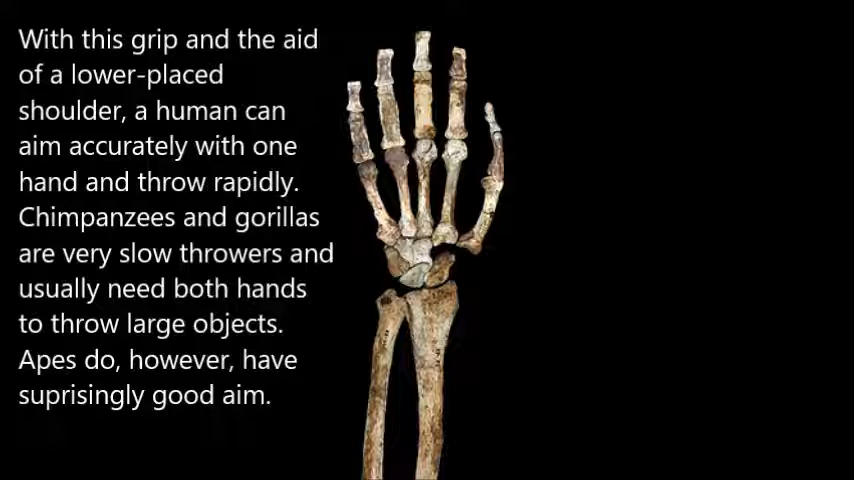 With this grip and the aid
of a lower-placed
shoulder, a human can
aim accurately with one
hand and throw rapidly.
Chimpanzees and gorillas
are very slow throwers and
usually need both hands
to throw large objects.
Apes do, however, have
suprisingly good aim.